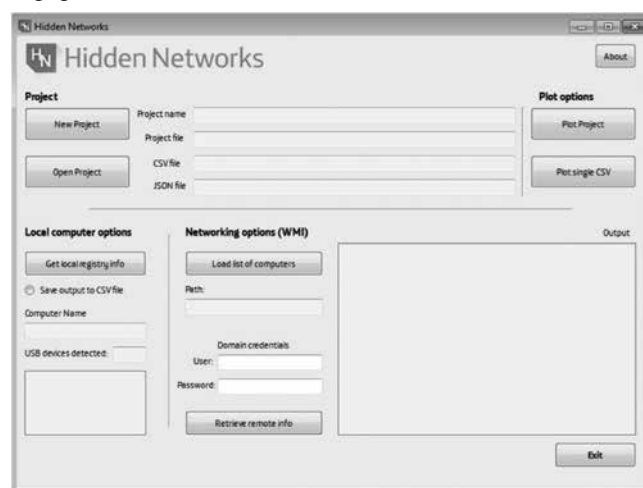 Hidden Networks
HN Hidden Networks
About
Project
Plot options
New Project
Project name
Project file
Plot Project
Open Project
CSV file
JSON file
Plot single CSV
Local computer options
Networking options (WMI)
Output
Get local registry info
Load list of computers
Save output to CSV file
Path:
Computer Name
Domain credentials
USB devices detected:
User:
Password:
Retrieve remote info
Exit